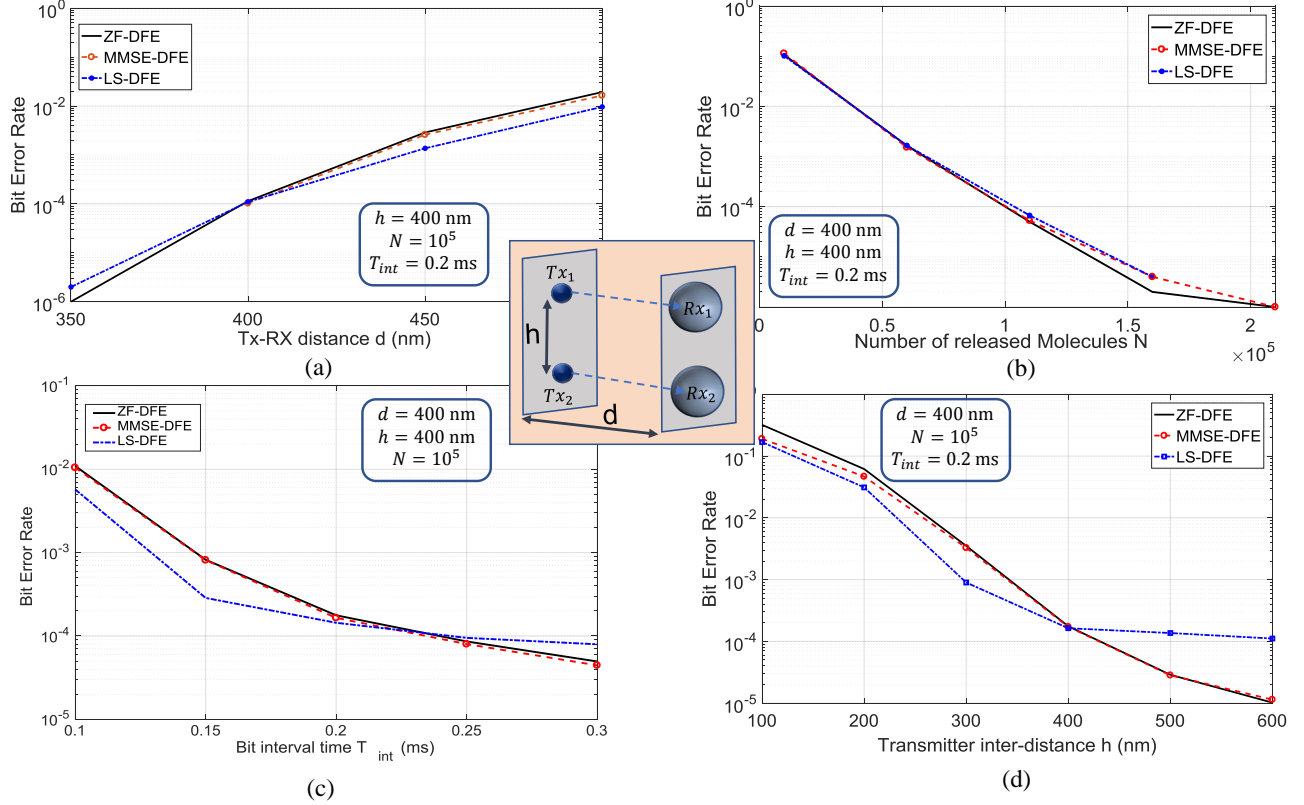 10^0
10^-2
10^-4
10^-6
Bit Error Rate
ZF-DFE
MMSE-DFE
LS-DFE
h = 400 nm
N = 10^5
T_int = 0.2 ms
350
400
450
Tx-RX distance d (nm)
(a)
10^0
10^-2
10^-4
Bit Error Rate
ZF-DFE
MMSE-DFE
LS-DFE
d = 400 nm
h = 400 nm
T_int = 0.2 ms
0
0.5
1
1.5
2
Number of released Molecules N
×10^5
(b)
Tx_1
Rx_1
h
Tx_2
Rx_2
d
10^-1
10^-2
10^-3
10^-4
10^-5
Bit Error Rate
ZF-DFE
MMSE-DFE
LS-DFE
d = 400 nm
h = 400 nm
N = 10^5
0.1
0.15
0.2
0.25
0.3
Bit interval time T_int (ms)
(c)
10^-1
10^-2
10^-3
10^-4
10^-5
Bit Error Rate
d = 400 nm
N = 10^5
T_int = 0.2 ms
ZF-DFE
MMSE-DFE
LS-DFE
100
200
300
400
500
600
Transmitter inter-distance h (nm)
(d)